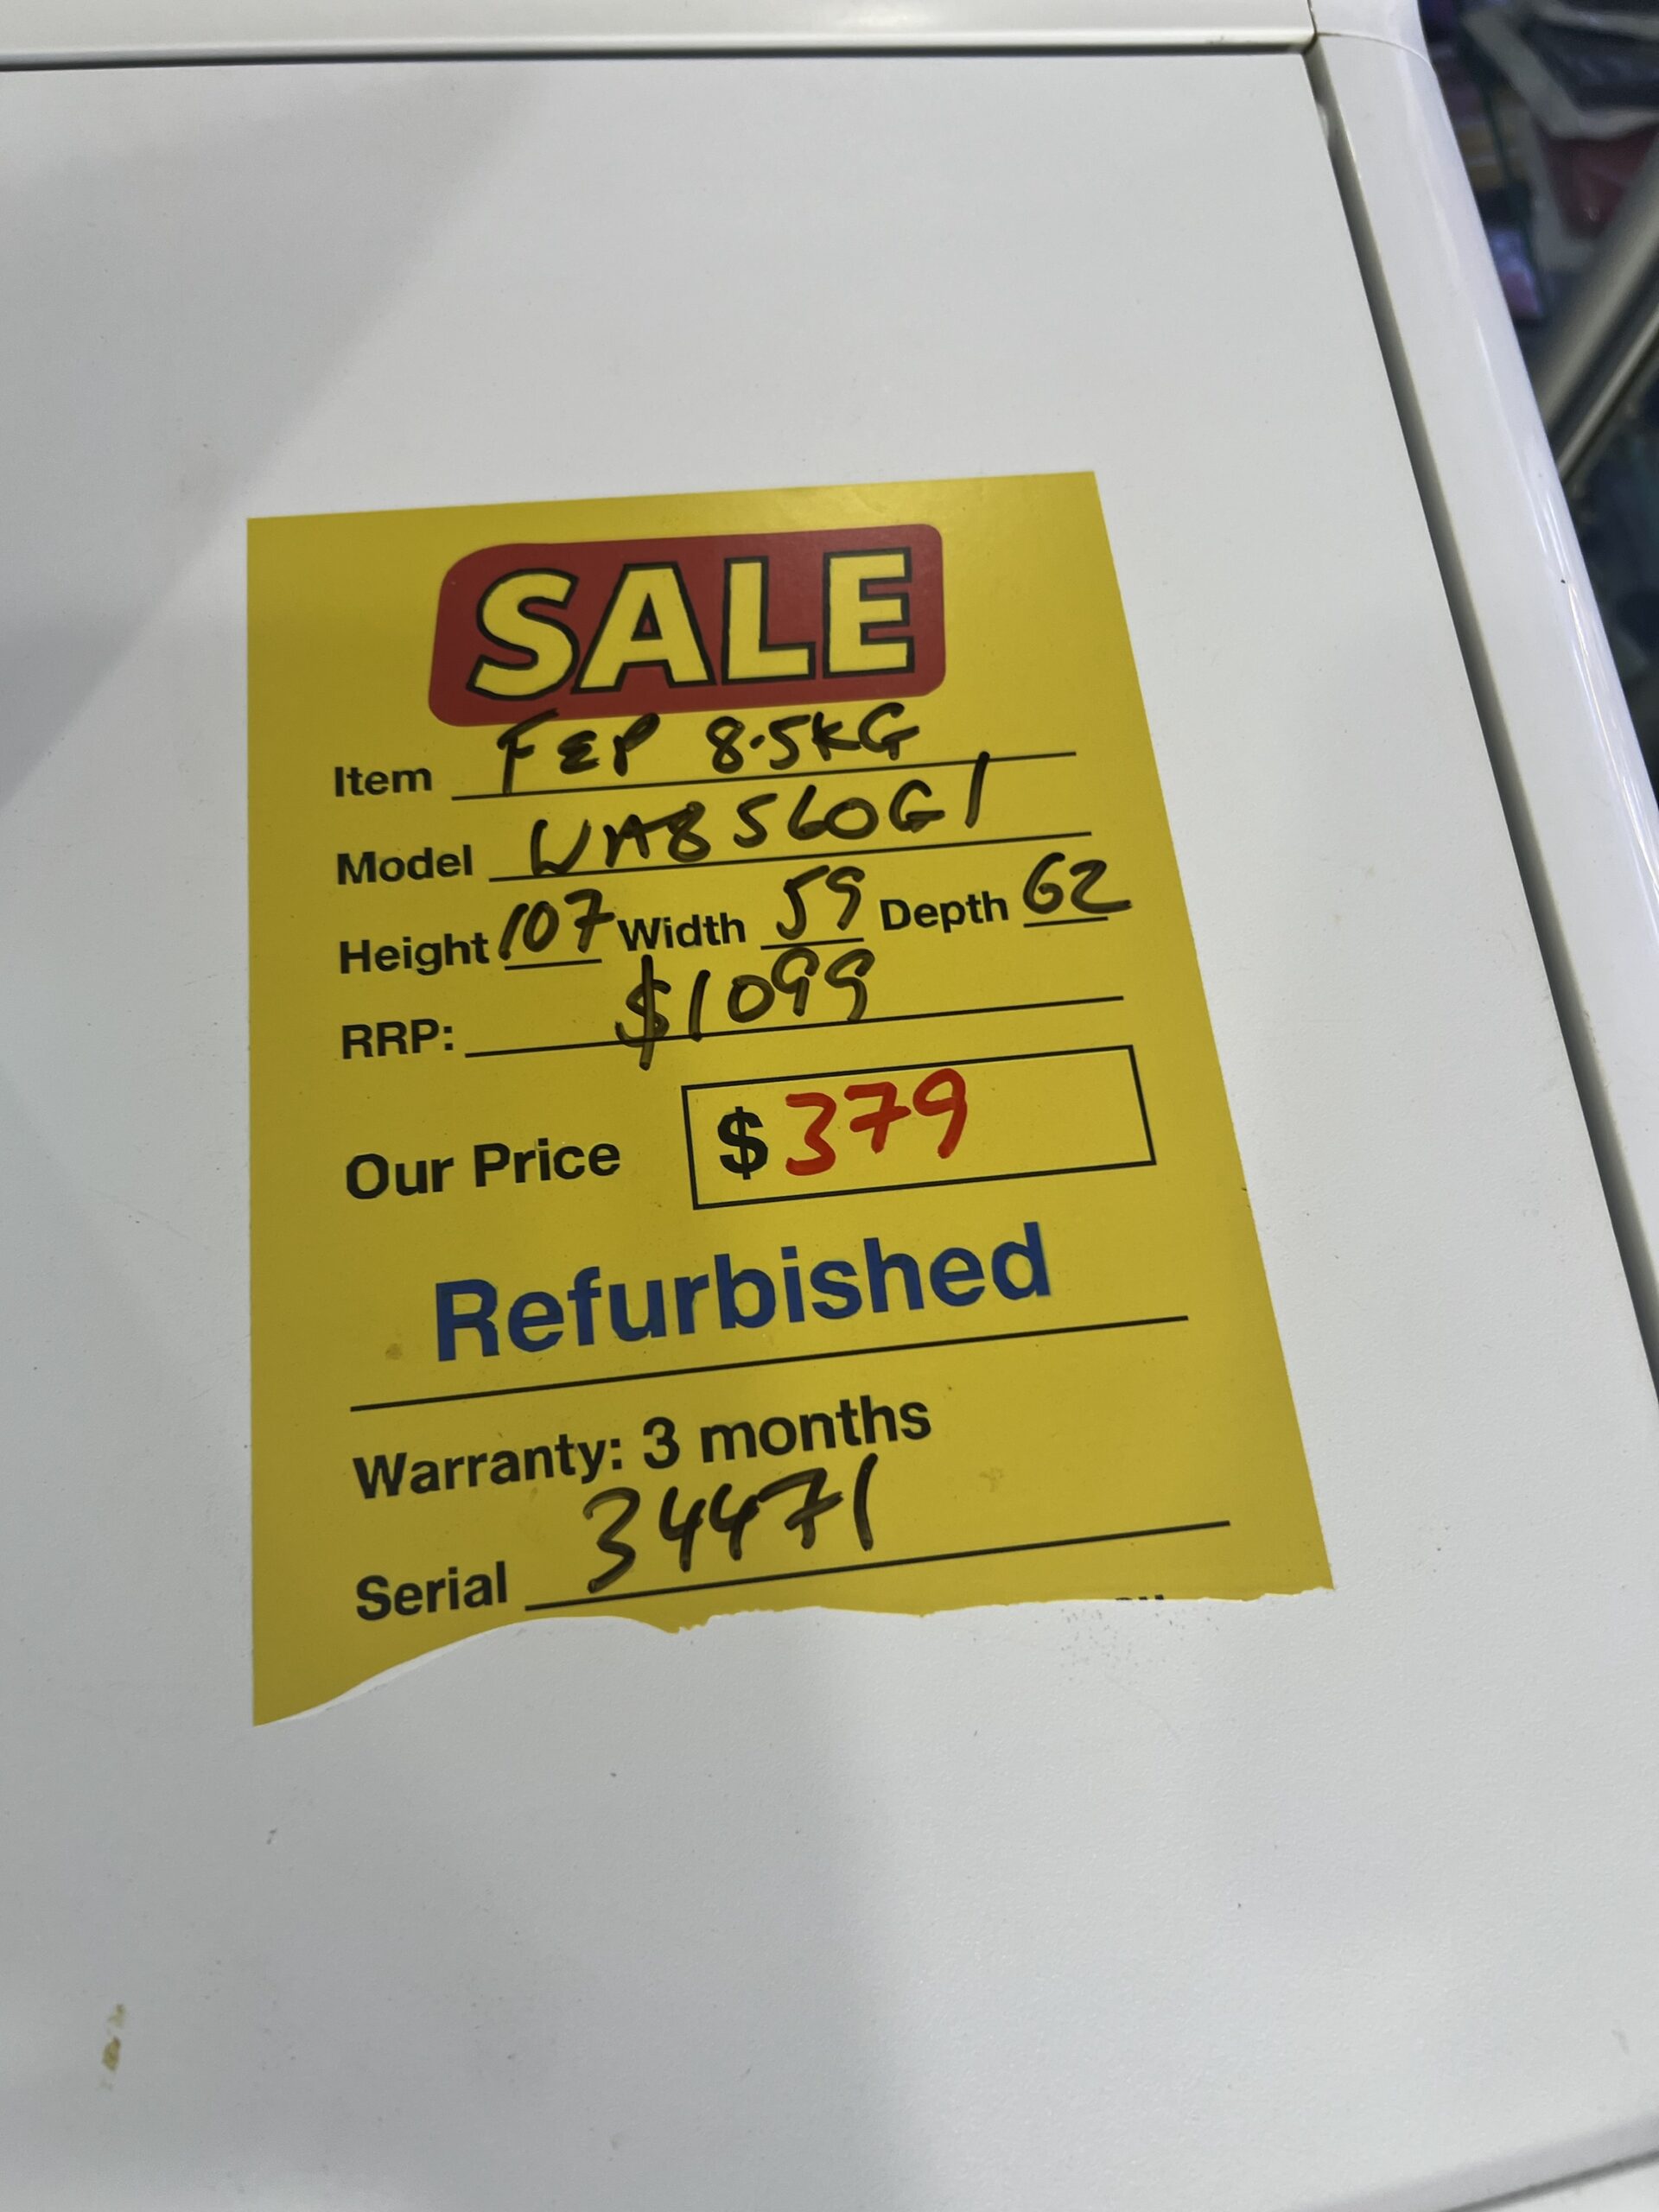 SALE
Item FEP 8.5KG
Model WA8560G1
Height 107 Width 59 Depth 62
RRP: $1099
Our Price $379
Refurbished
Warranty: 3 months
Serial 34471